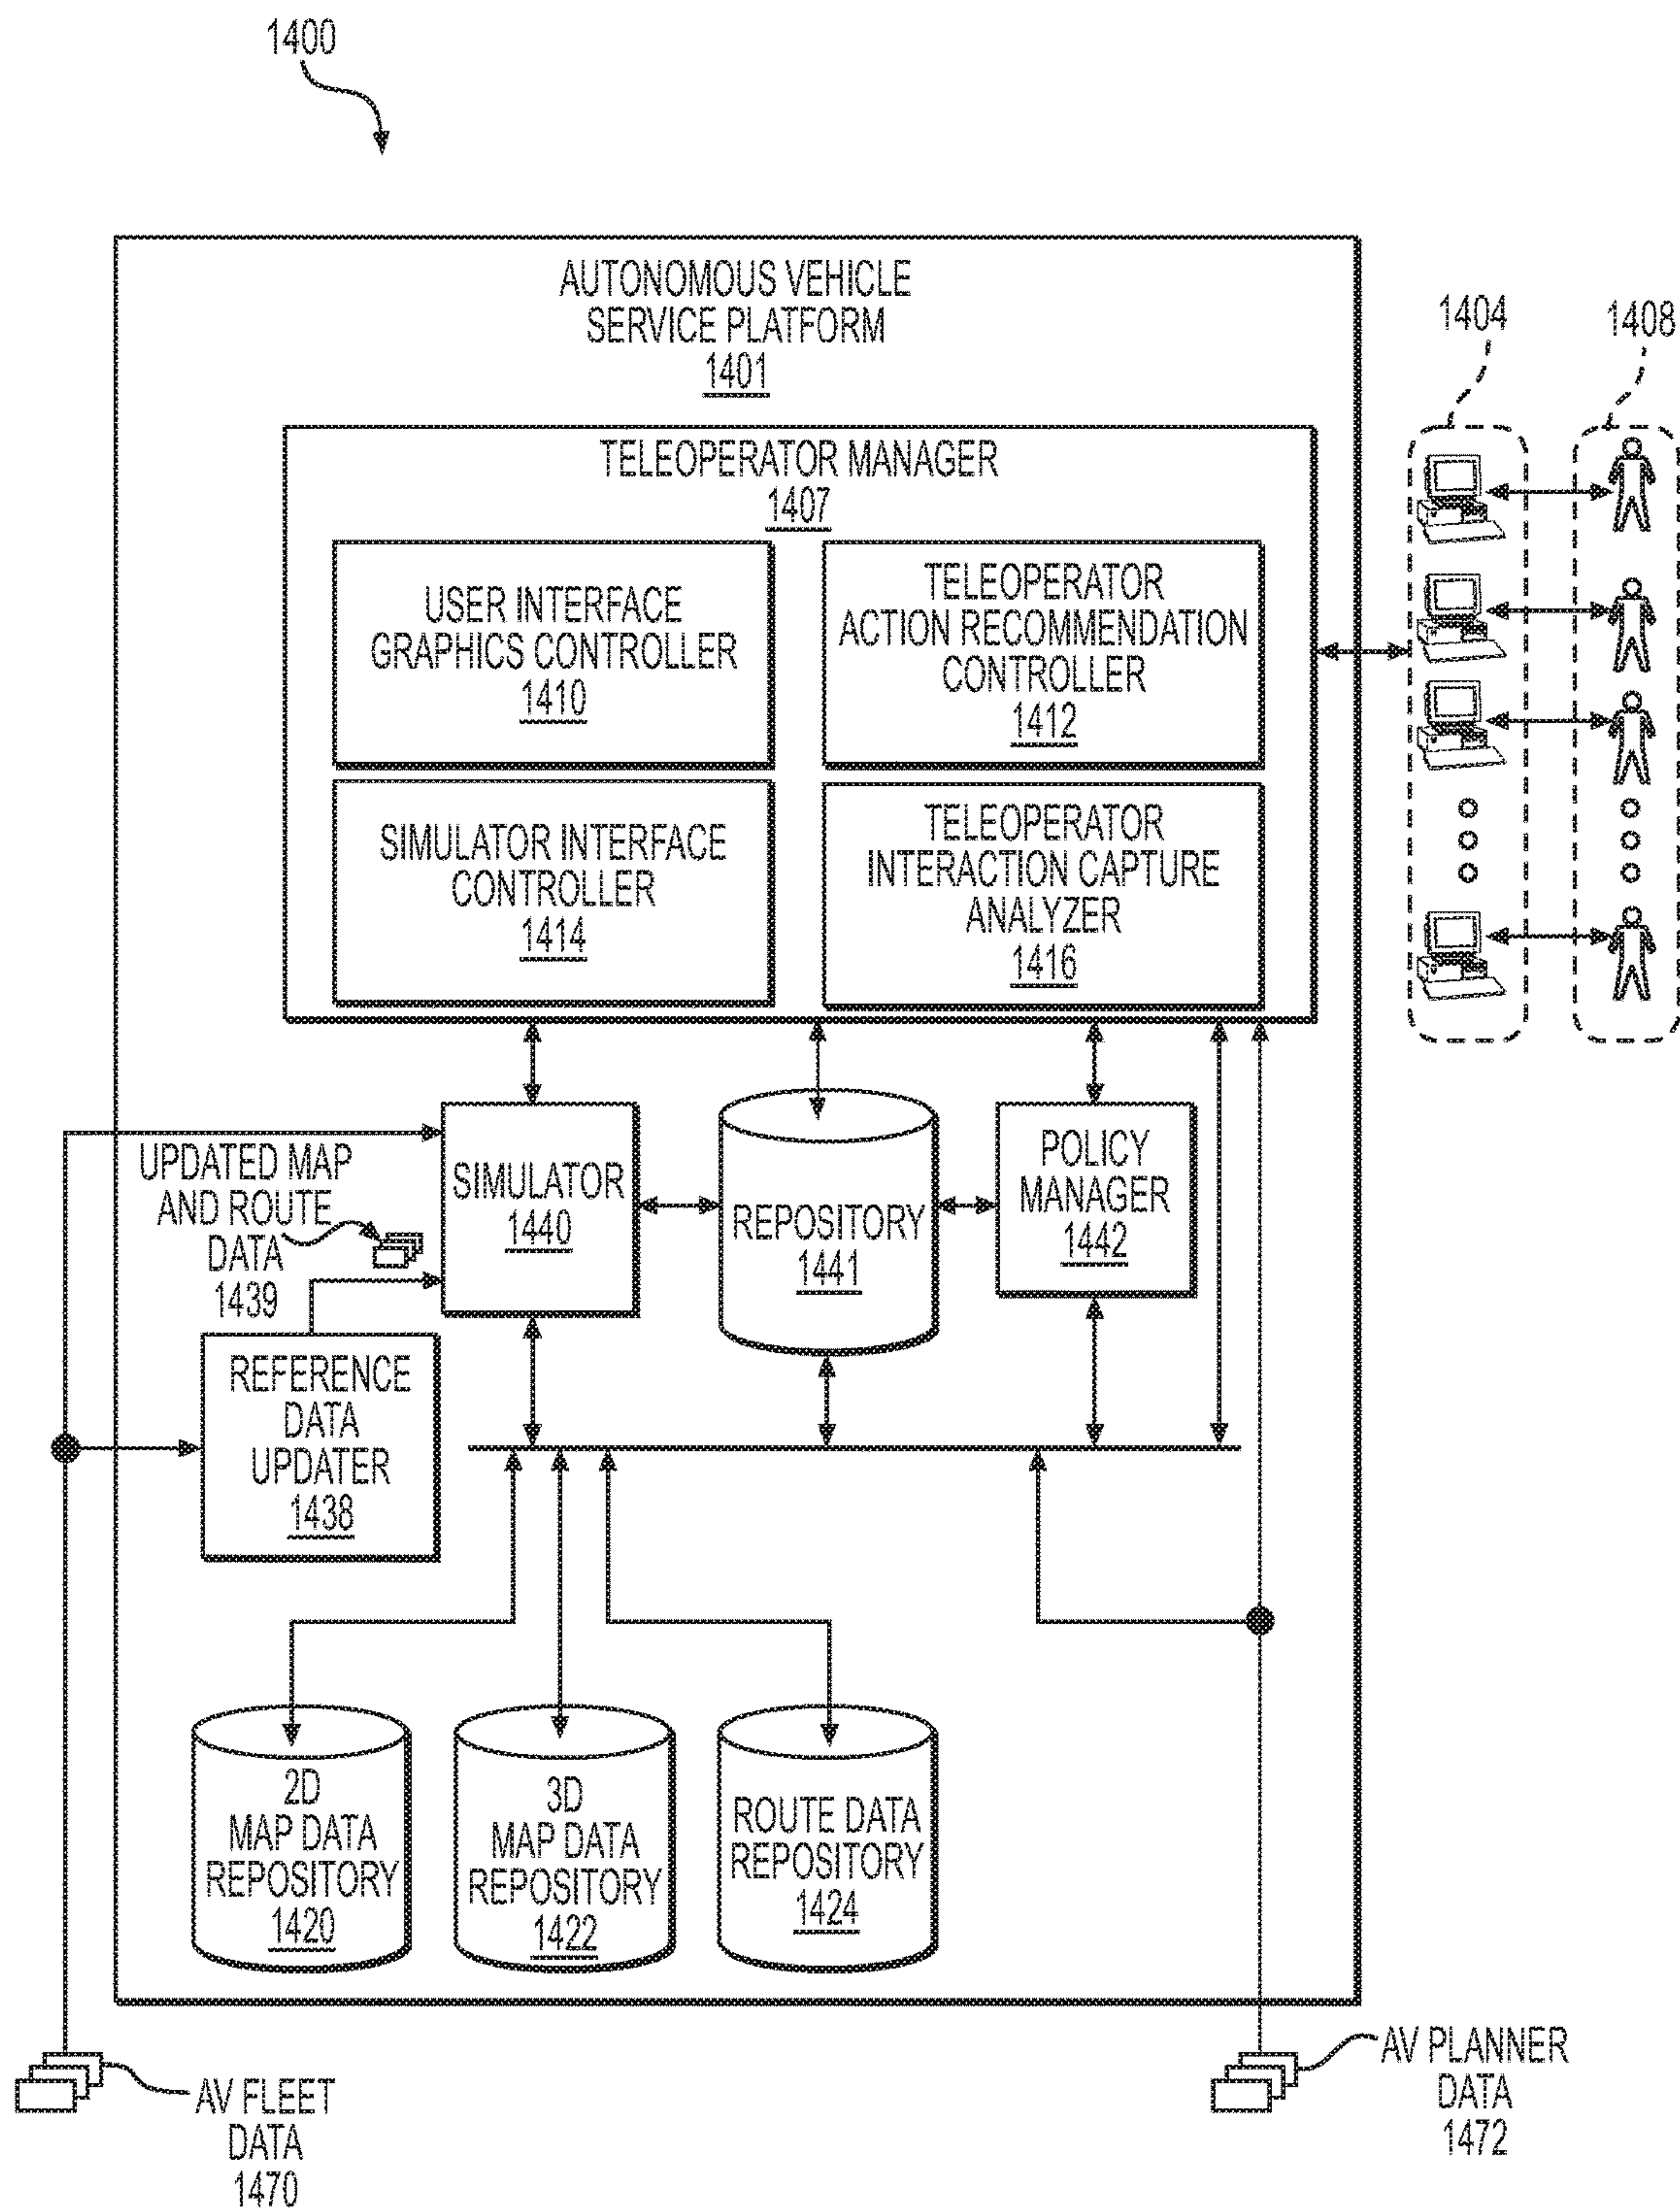 1400
AUTONOMOUS VEHICLE
SERVICE PLATFORM
1401
1404
1408
TELEOPERATOR MANAGER
1407
USER INTERFACE
GRAPHICS CONTROLLER
1410
TELEOPERATOR
ACTION RECOMMENDATION
CONTROLLER
1412
SIMULATOR INTERFACE
CONTROLLER
1414
TELEOPERATOR
INTERACTION CAPTURE
ANALYZER
1416
UPDATED MAP
AND ROUTE
DATA
1439
SIMULATOR
1440
REPOSITORY
1441
POLICY
MANAGER
1442
REFERENCE
DATA
UPDATER
1438
2D
MAP DATA
REPOSITORY
1420
3D
MAP DATA
REPOSITORY
1422
ROUTE DATA
REPOSITORY
1424
AV FLEET
DATA
1470
AV PLANNER
DATA
1472